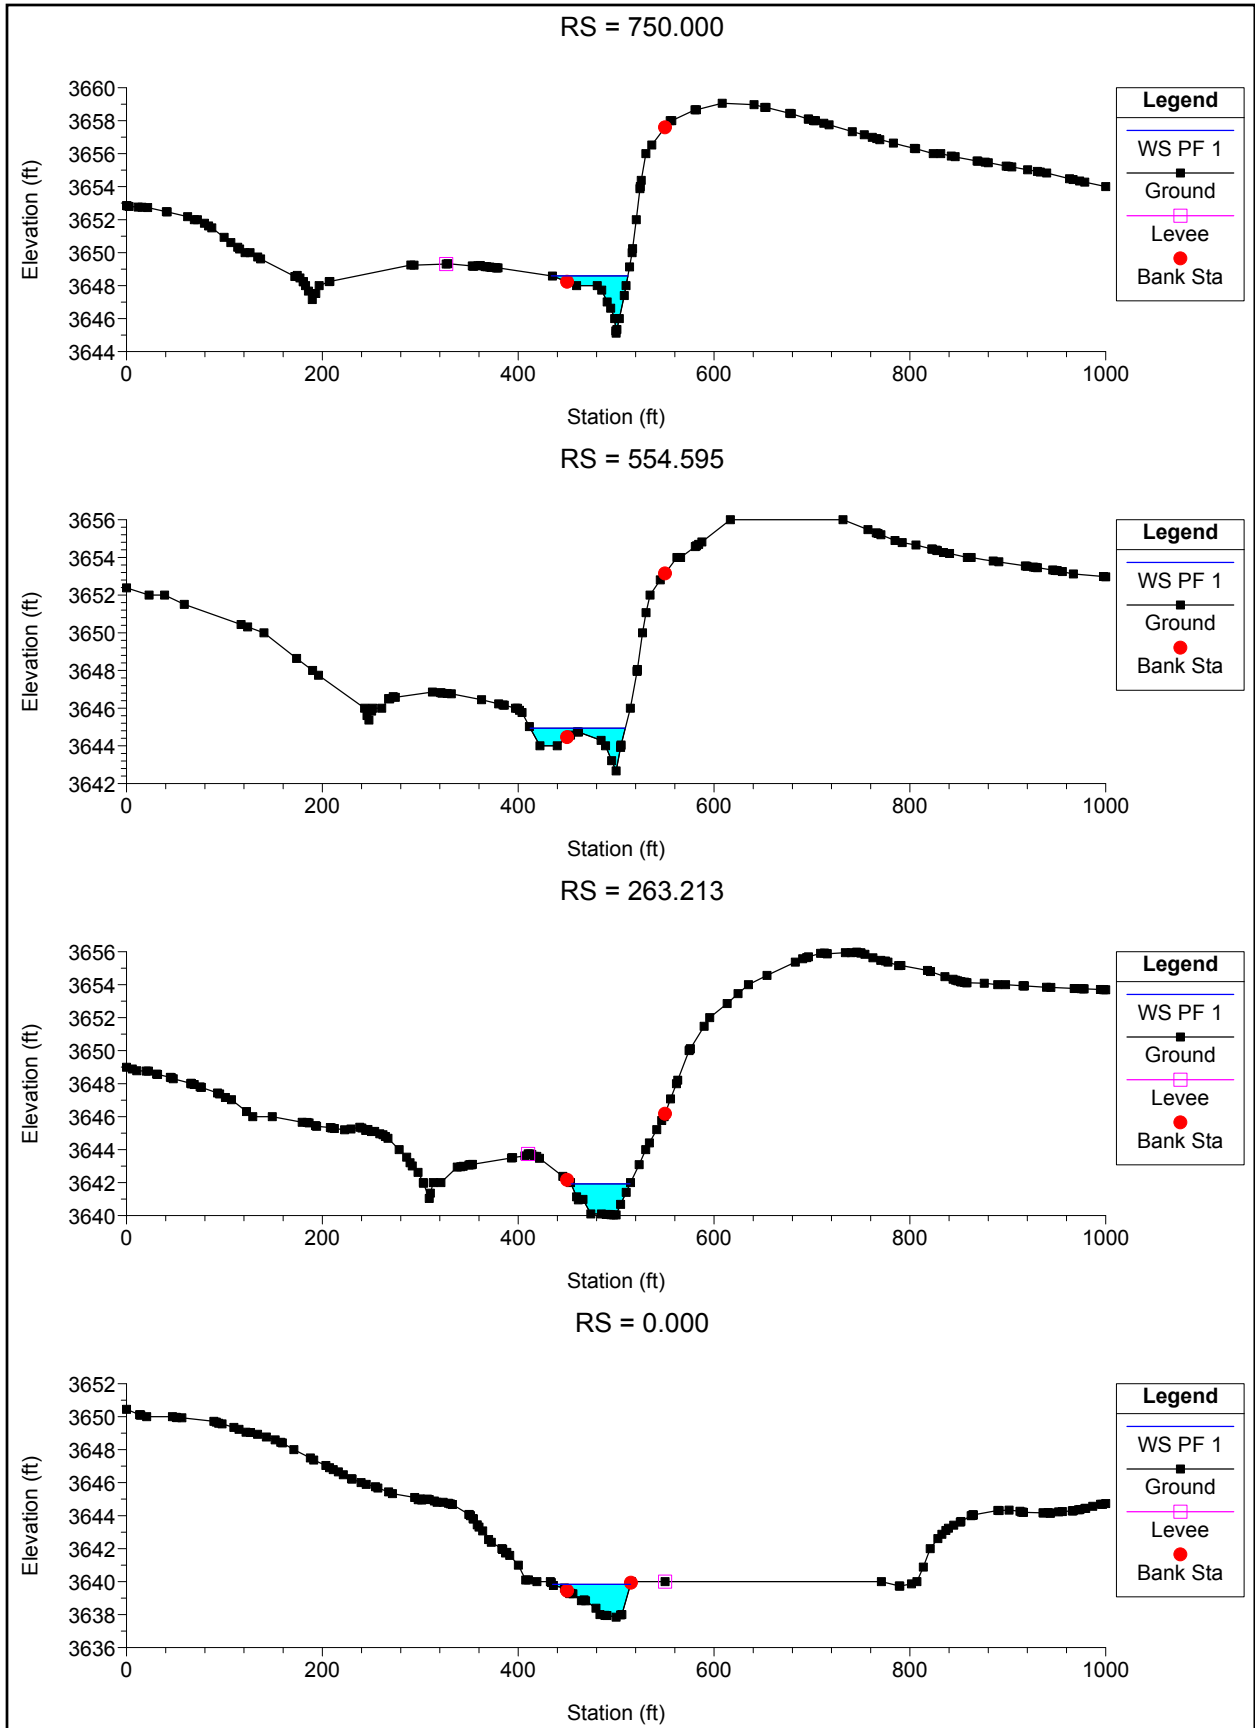 RS = 750.000
Elevation (ft)
3660
3658
3656
3654
3652
3650
3648
3646
3644
0
200
400
600
800
1000
Station (ft)
Legend
WS PF 1
Ground
Levee
Bank Sta
RS = 554.595
Elevation (ft)
3656
3654
3652
3650
3648
3646
3644
3642
0
200
400
600
800
1000
Station (ft)
Legend
WS PF 1
Ground
Bank Sta
RS = 263.213
Elevation (ft)
3656
3654
3652
3650
3648
3646
3644
3642
3640
0
200
400
600
800
1000
Station (ft)
Legend
WS PF 1
Ground
Levee
Bank Sta
RS = 0.000
Elevation (ft)
3652
3650
3648
3646
3644
3642
3640
3638
3636
0
200
400
600
800
1000
Station (ft)
Legend
WS PF 1
Ground
Levee
Bank Sta